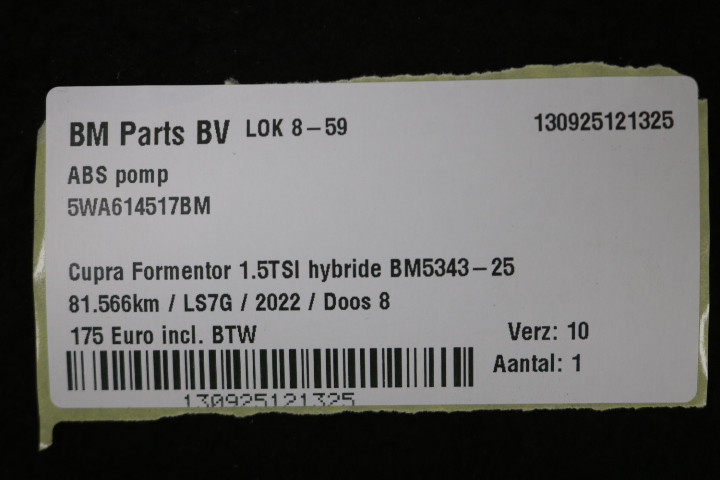 BM Parts BV LOK 8-59 130925121325
ABS pomp
5WA614517BM
Cupra Formentor 1.5TSI hybride BM5343-25
81.566km / LS7G / 2022 / Doos 8
175 Euro incl. BTW Verz: 10
Aantal: 1
130925121325